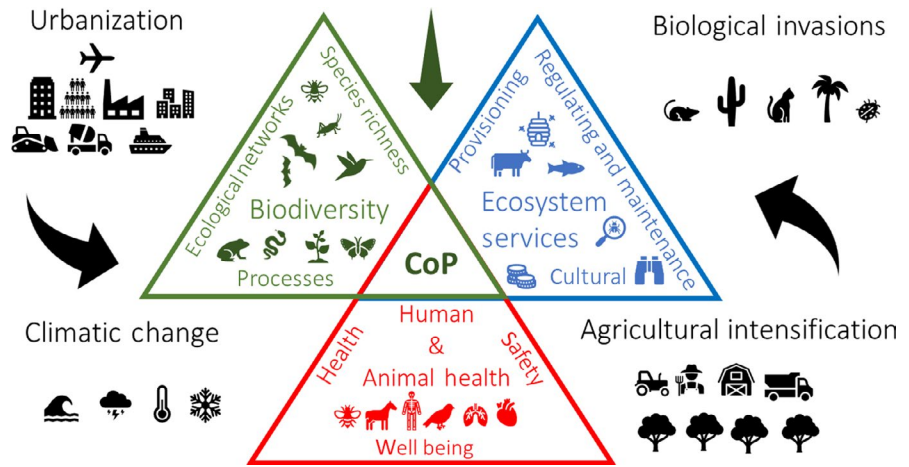 Urbanization
Biological invasions
Ecological networks
Species richness
Biodiversity
Processes
Provisioning
Regulating and maintenance
Ecosystem
services
Cultural
CoP
Climatic change
Agricultural intensification
Health
Human
&
Animal health
Safety
Well being